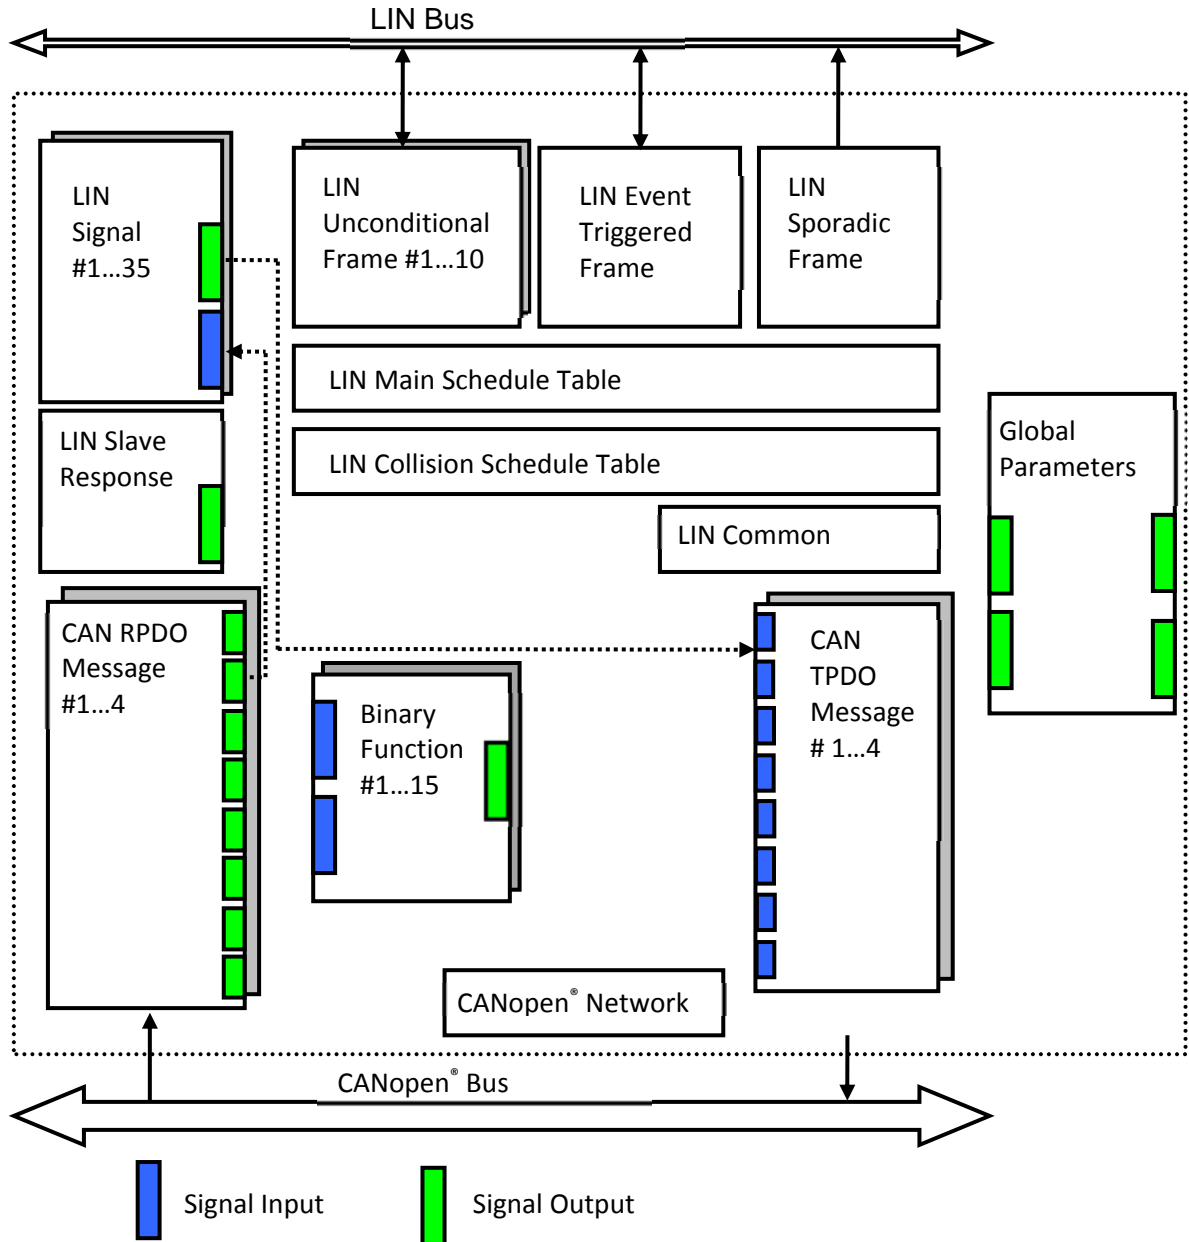 LIN Bus
LIN
Signal
#1...35
LIN
Unconditional
Frame #1...10
LIN Event
Triggered
Frame
LIN
Sporadic
Frame
LIN Main Schedule Table
LIN Slave
Response
LIN Collision Schedule Table
Global
Parameters
LIN Common
CAN RPDO
Message
#1...4
Binary
Function
#1...15
CAN
TPDO
Message
# 1...4
CANopen® Network
CANopen® Bus
Signal Input
Signal Output